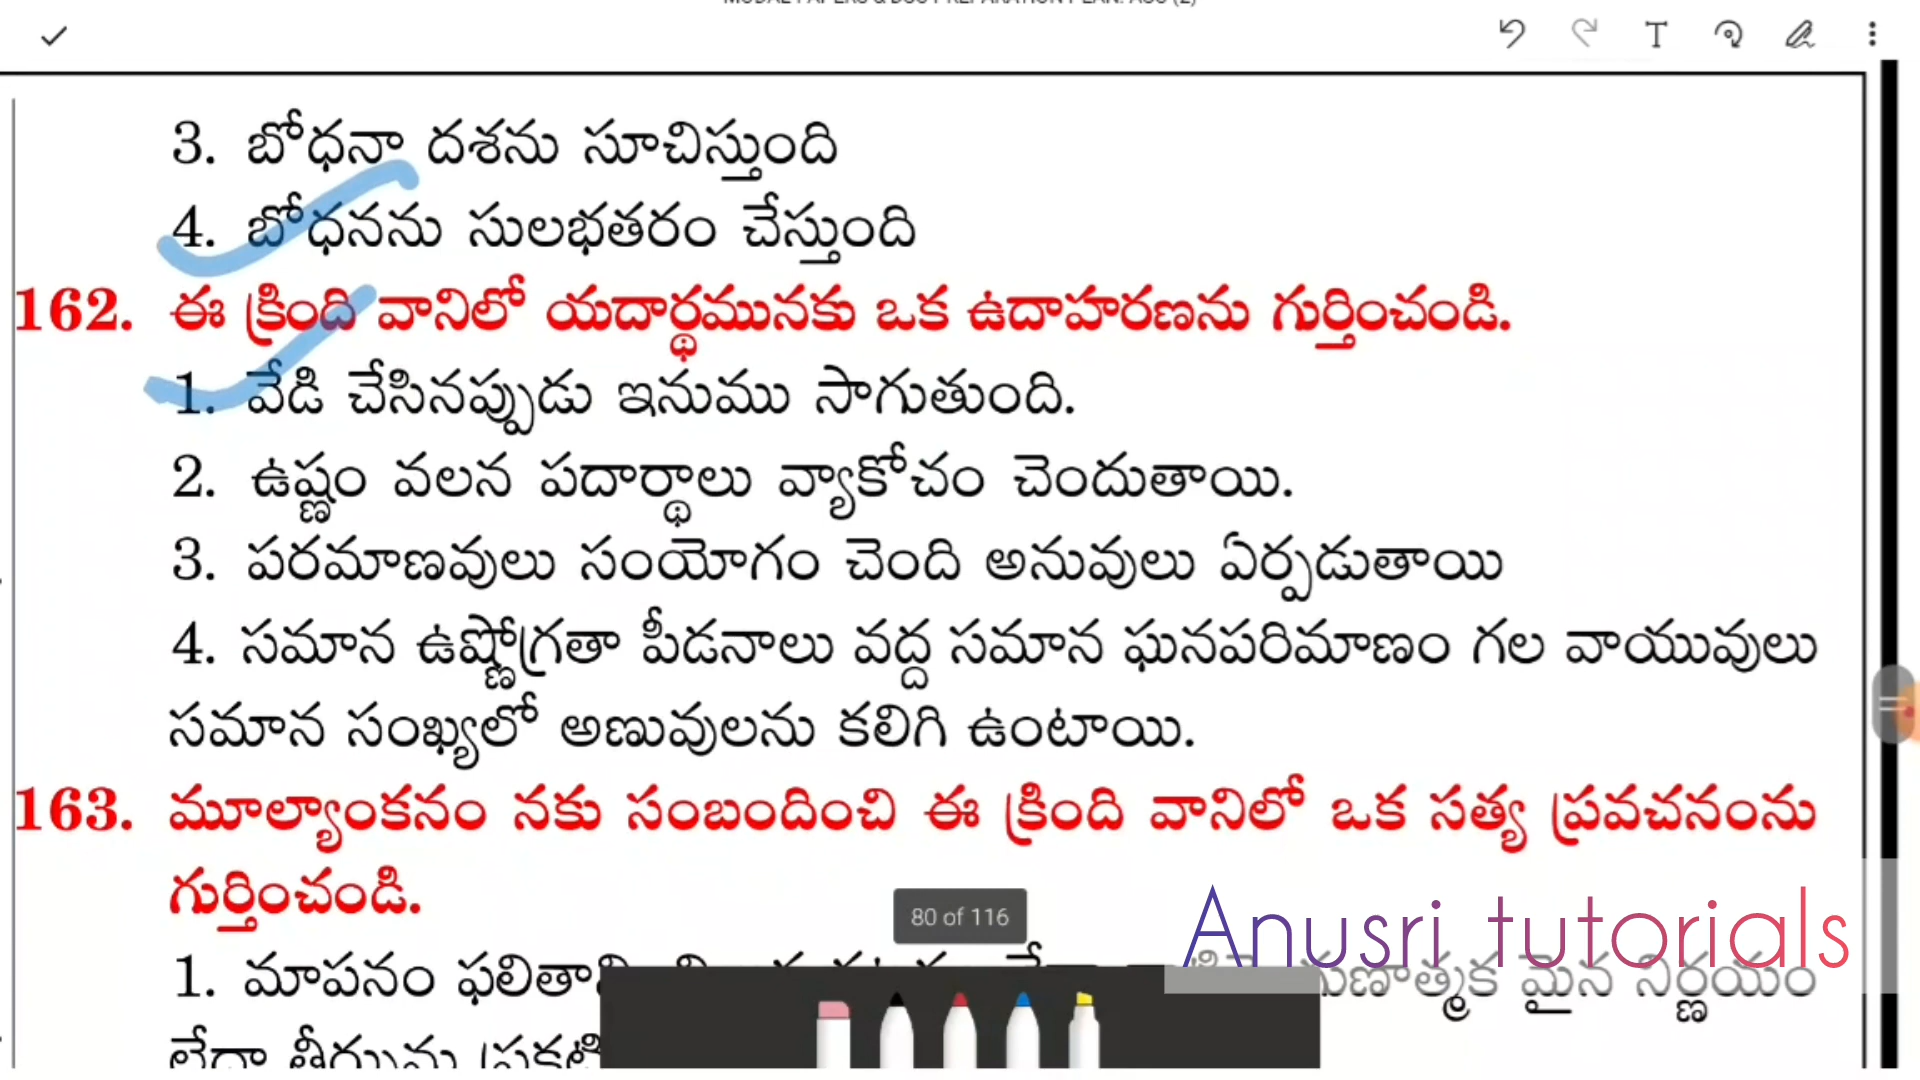 3. బోధనా దశను సూచిస్తుంది
4. బోధనను సులభతరం చేస్తుంది
162. ఈ క్రింది వానిలో యదార్థమునకు ఒక ఉదాహరణను గుర్తించండి.
1. వేడి చేసినప్పుడు ఇనుము సాగుతుంది.
2. ఉష్ణం వలన పదార్థాలు వ్యాకోచం చెందుతాయి.
3. పరమాణవులు సంయోగం చెంది అనువులు ఏర్పడుతాయి
4. సమాన ఉష్ణోగ్రతా పీడనాలు వద్ద సమాన ఘనపరిమాణం గల వాయువులు
సమాన సంఖ్యలో అణువులను కలిగి ఉంటాయి.
163. మూల్యాంకనం నకు సంబందించి ఈ క్రింది వానిలో ఒక సత్య ప్రవచనంను
గుర్తించండి.
80 of 116
Anusri tutorials
1. మాపనం మైన నిర్ణయం